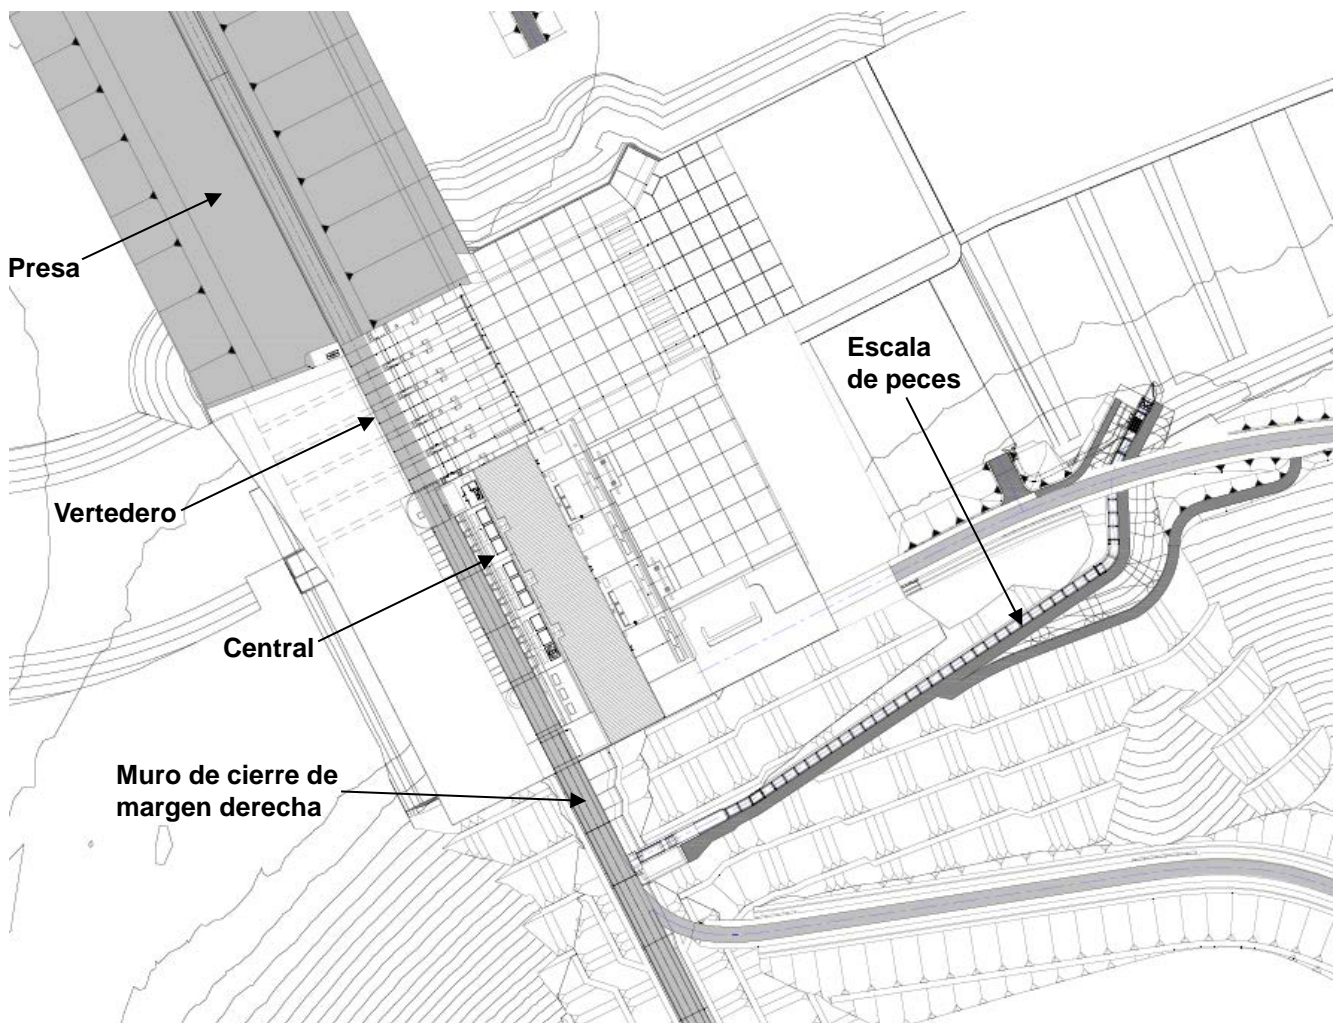 Presa
Escala
de peces
Vertedero
Central
Muro de cierre de
margen derecha